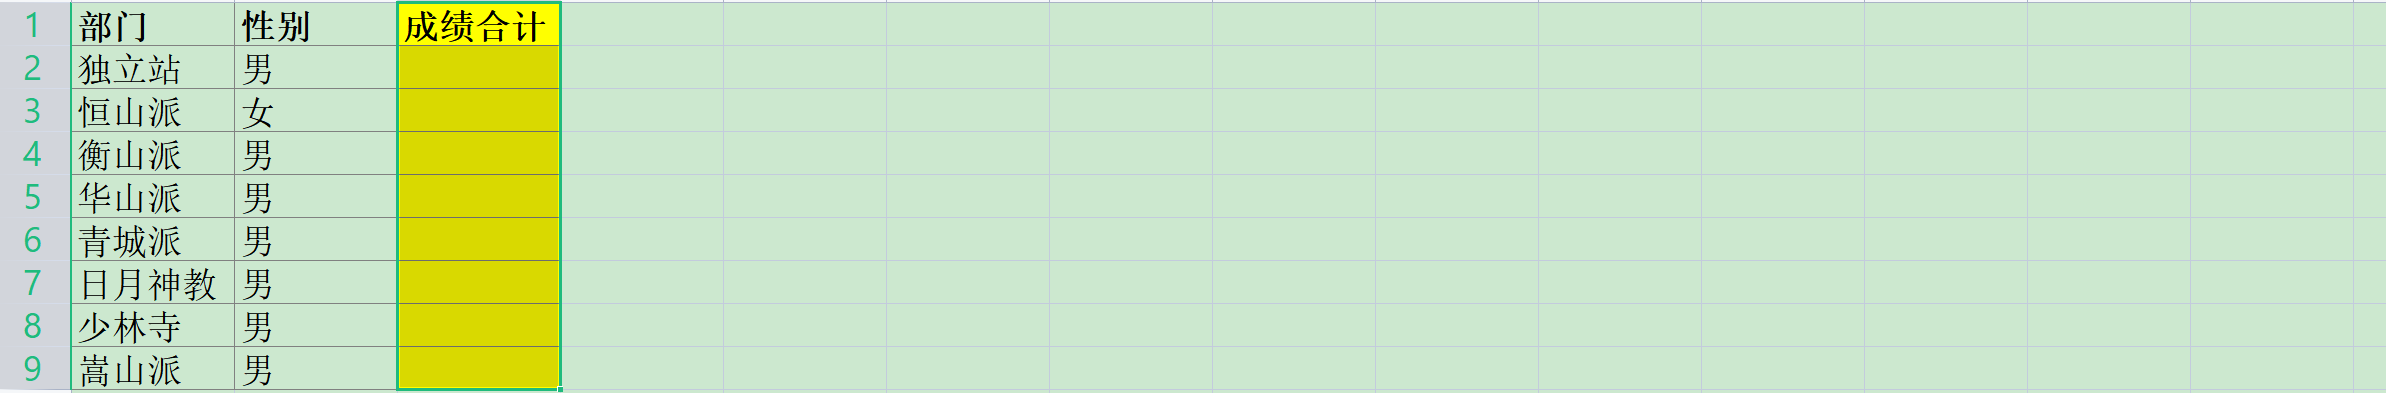 1 部门 性别 成绩合计
2 独立站 男
3 恒山派 女
4 衡山派 男
5 华山派 男
6 青城派 男
7 日月神教 男
8 少林寺 男
9 嵩山派 男